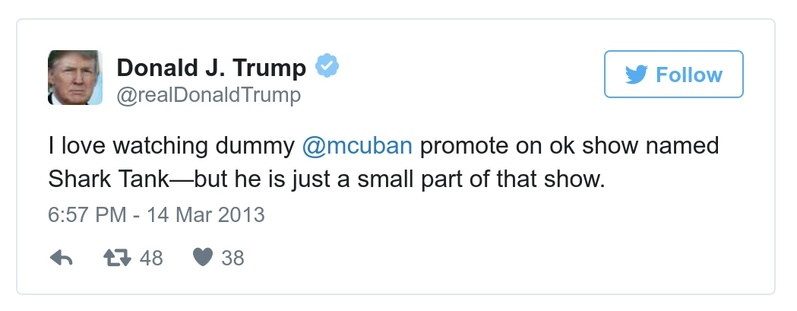 Donald J. Trump
@realDonaldTrump
Follow
I love watching dummy @mcuban promote on ok show named
Shark Tank—but he is just a small part of that show.
6:57 PM - 14 Mar 2013
48 38